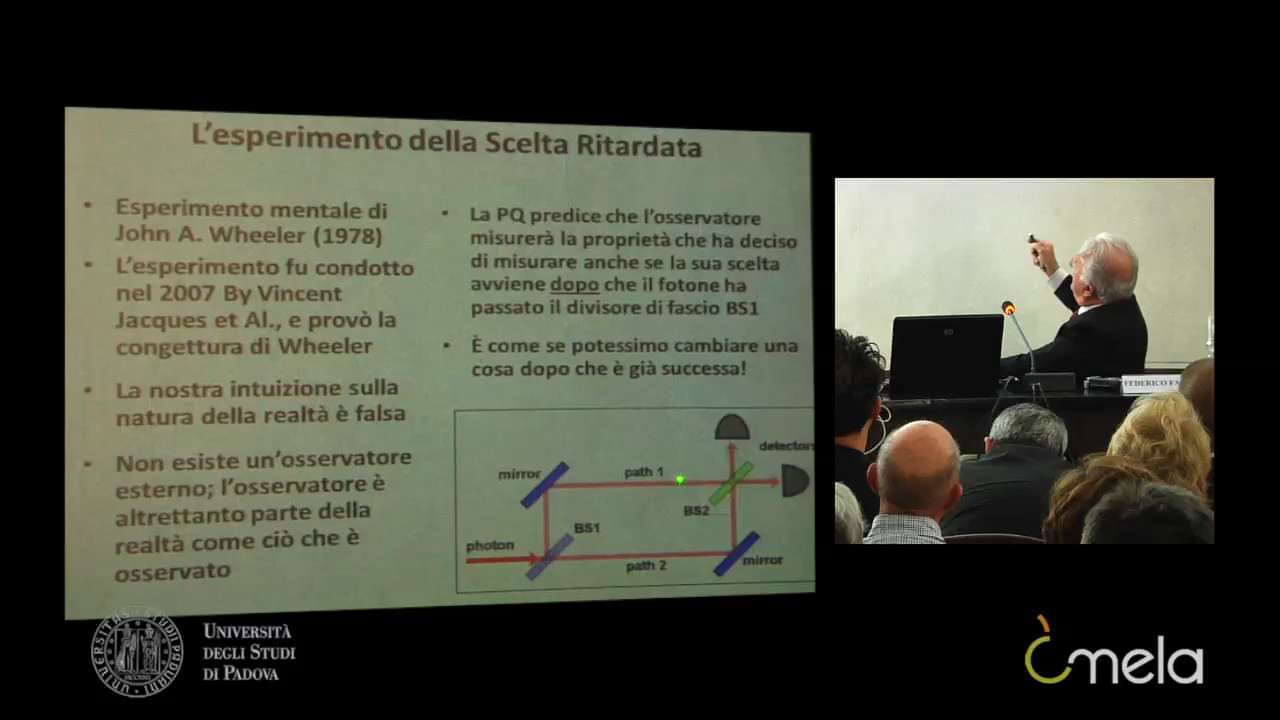 L'esperimento della Scelta Ritardata
• Esperimento mentale di
John A. Wheeler (1978)
• L'esperimento fu condotto
nel 2007 By Vincent
Jacques et Al., e provò la
congettura di Wheeler
• La nostra intuizione sulla
natura della realtà è falsa
• Non esiste un'osservatore
esterno; l'osservatore è
altrettanto parte della
realtà come ciò che è
osservato
• La PQ predice che l'osservatore
misurerà la proprietà che ha deciso
di misurare anche se la sua scelta
avviene dopo che il fotone ha
passato il divisore di fascio BS1
• È come se potessimo cambiare una
cosa dopo che è già successa!
detectors
mirror
path 1
BS2
BS1
photon
path 2
mirror
FEDERICO
UNIVERSITÀ
DEGLI STUDI
DI PADOVA
mela